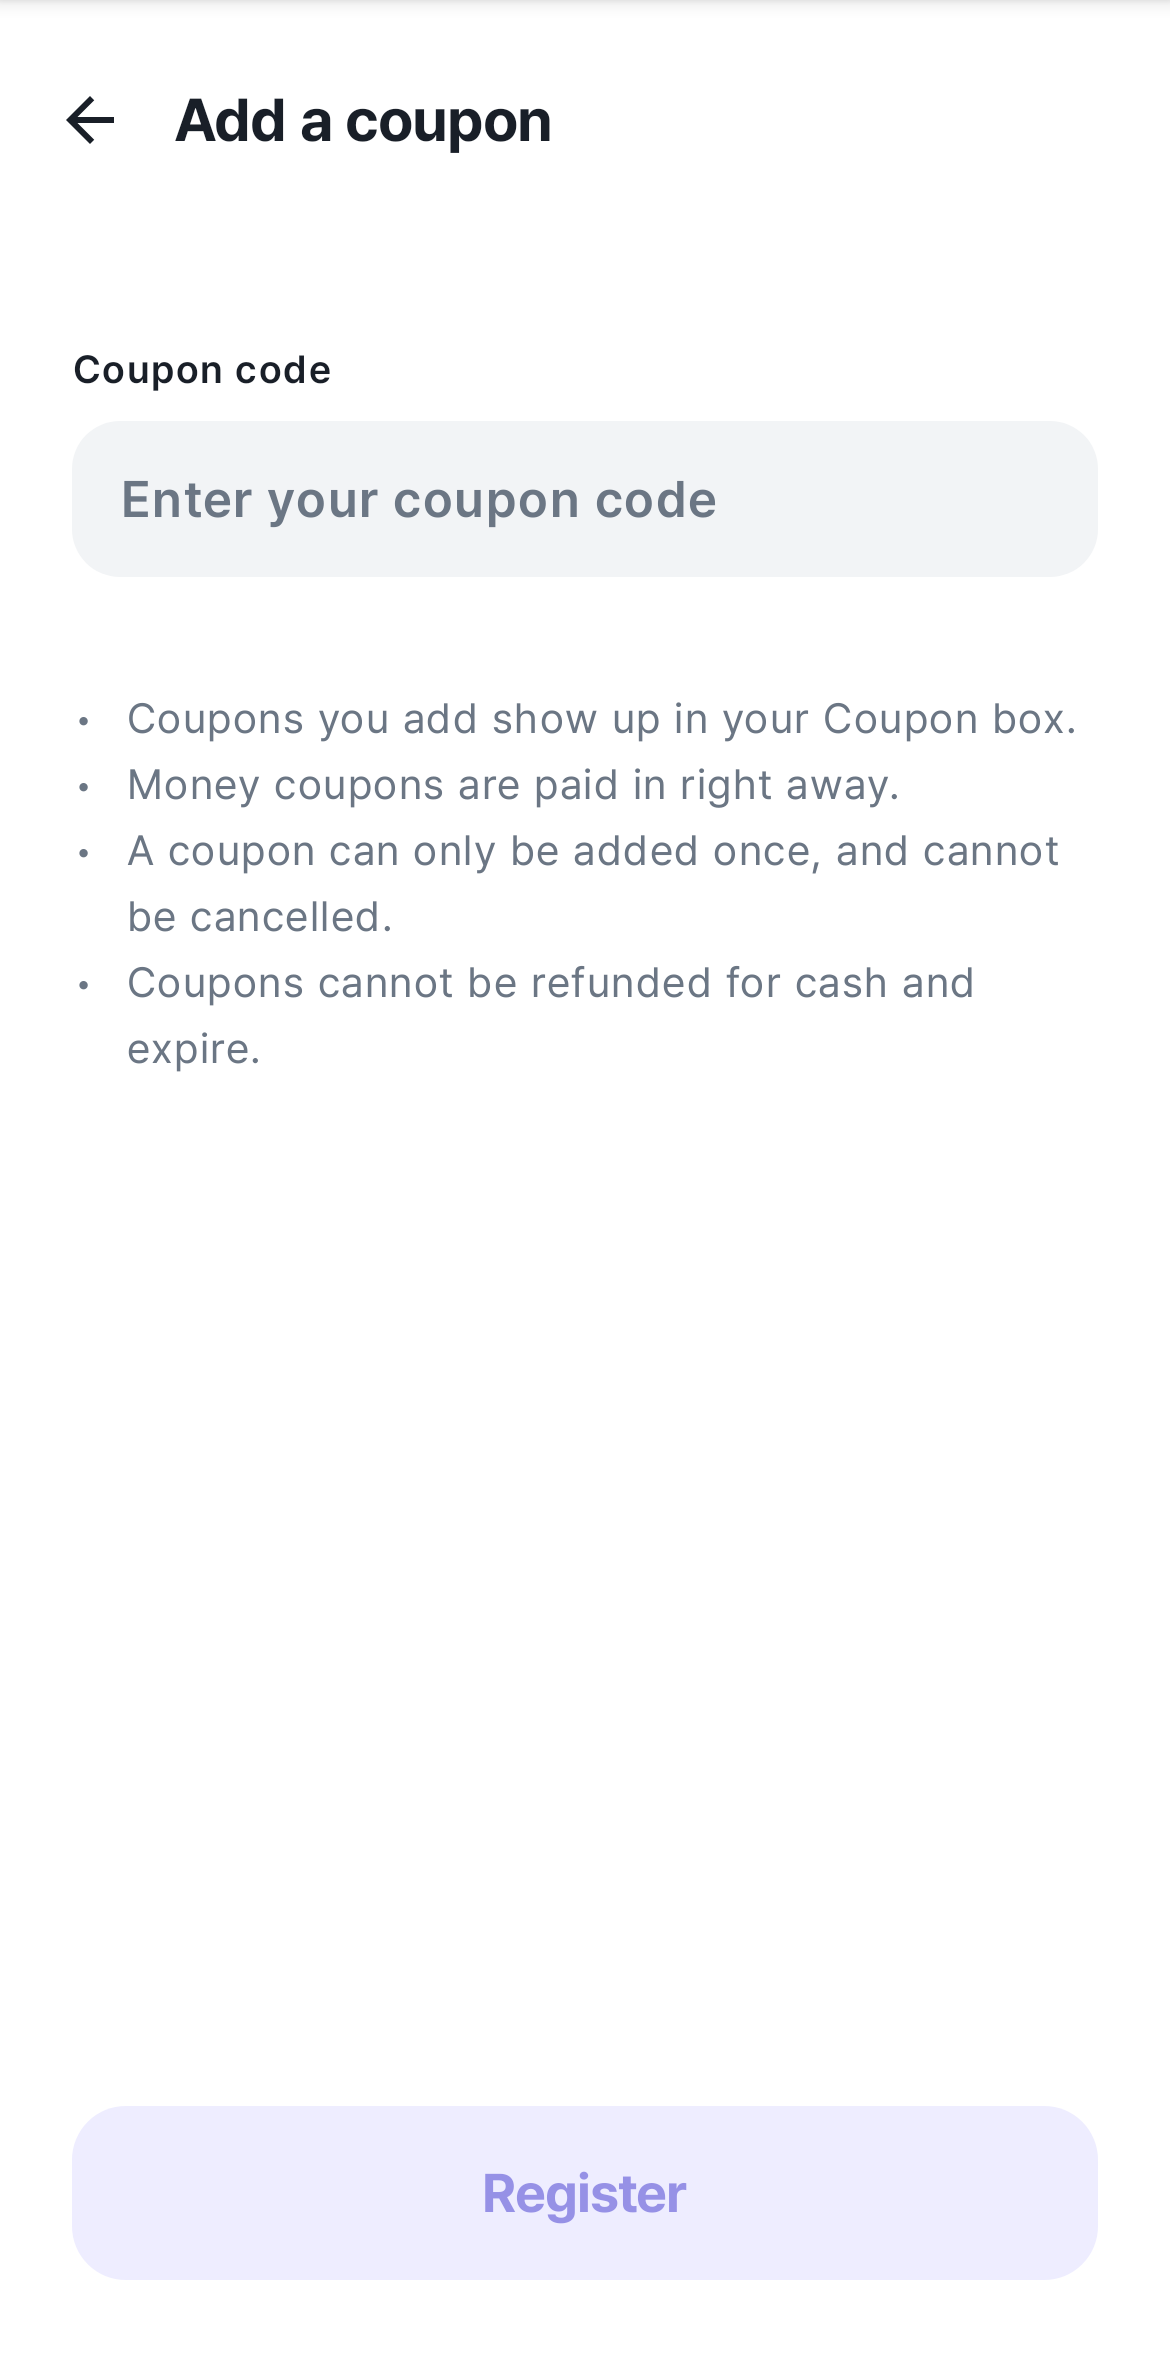 Add a coupon
Coupon code
Enter your coupon code
• Coupons you add show up in your Coupon box.
• Money coupons are paid in right away.
• A coupon can only be added once, and cannot
be cancelled.
• Coupons cannot be refunded for cash and
expire.
Register